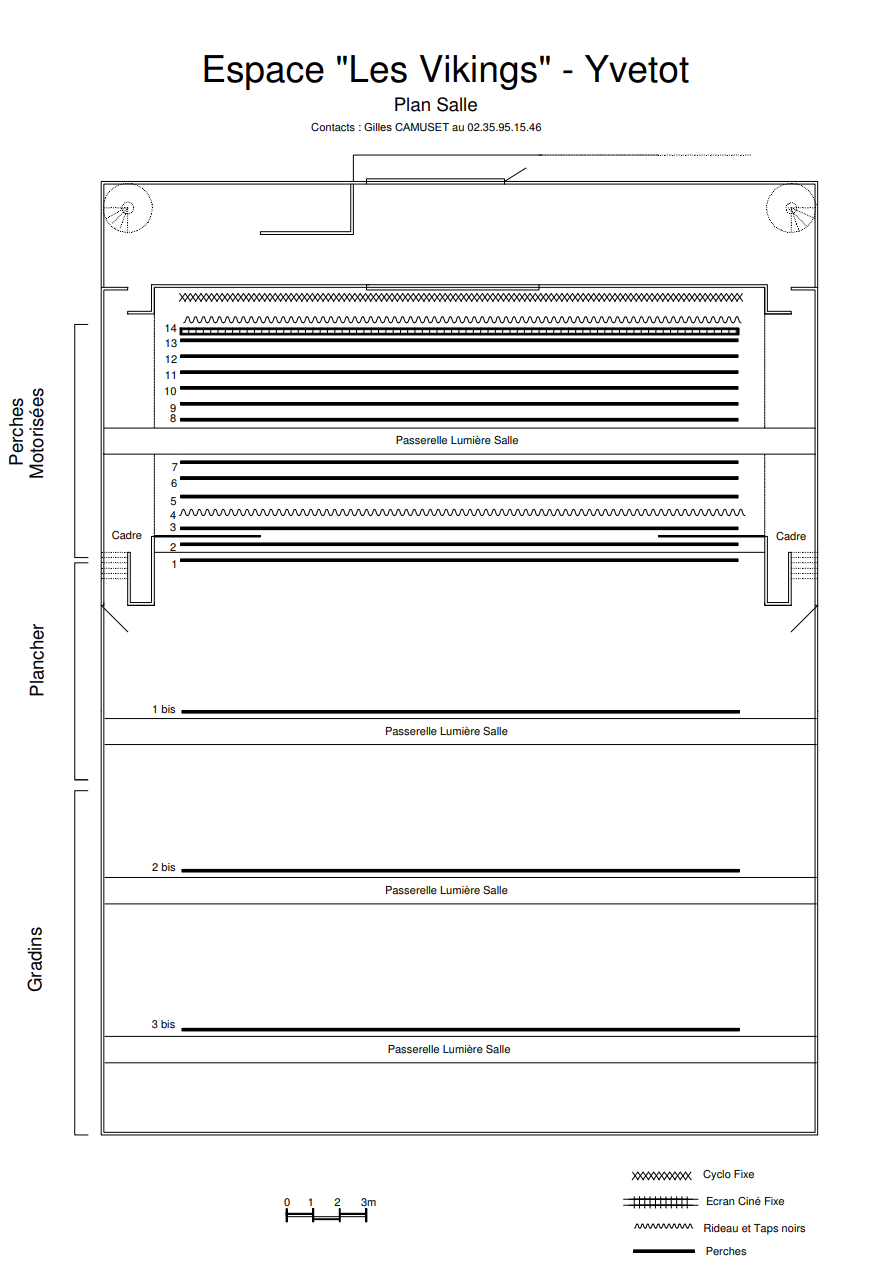 Espace "Les Vikings" - Yvetot
Plan Salle
Contacts : Gilles CAMUSET au 02.35.95.15.46
Perches
Motorisées
14
13
12
11
10
9
8
Passerelle Lumière Salle
7
6
5
4
3
Cadre
Cadre
2
1
Plancher
1 bis
Passerelle Lumière Salle
Gradins
2 bis
Passerelle Lumière Salle
3 bis
Passerelle Lumière Salle
0 1 2 3m
Cyclo Fixe
Ecran Ciné Fixe
Rideau et Taps noirs
Perches